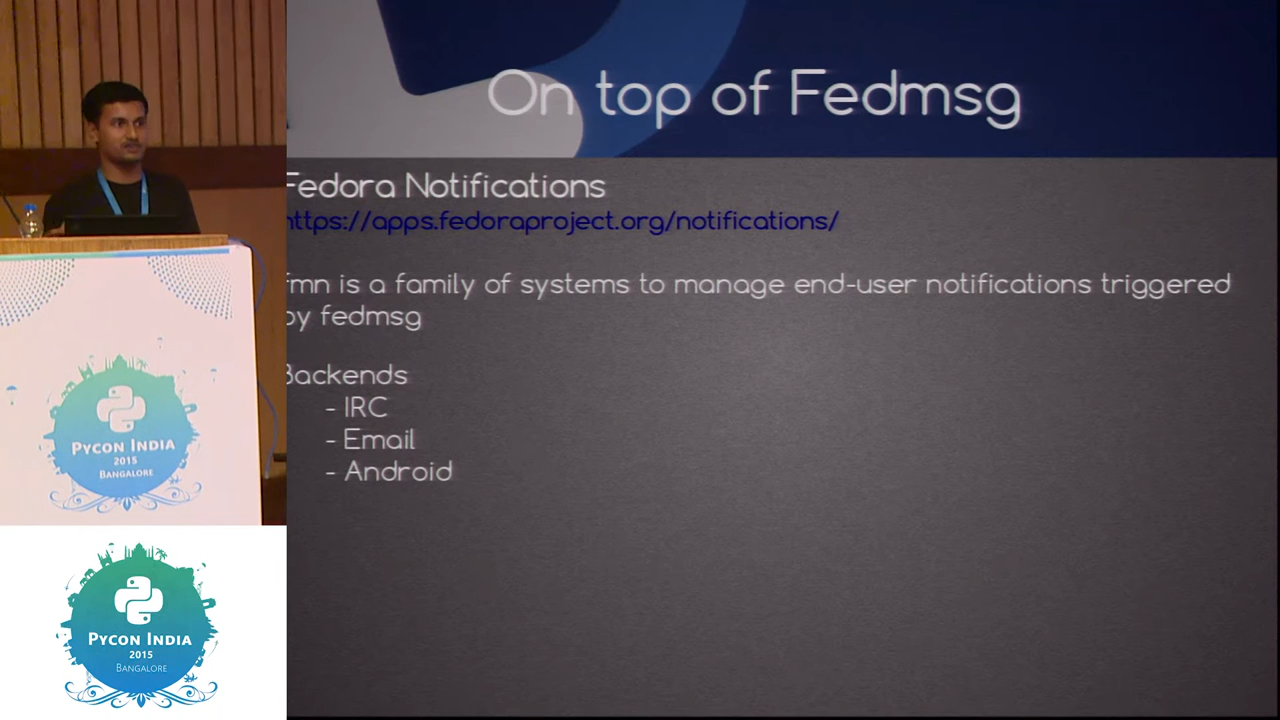 On top of Fedmsg
Fedora Notifications
https://apps.fedoraproject.org/notifications/
fmn is a family of systems to manage end-user notifications triggered
by fedmsg
Backends
- IRC
- Email
- Android
PYCON INDIA
2015
BANGALORE
PYCON INDIA
2015
BANGALORE